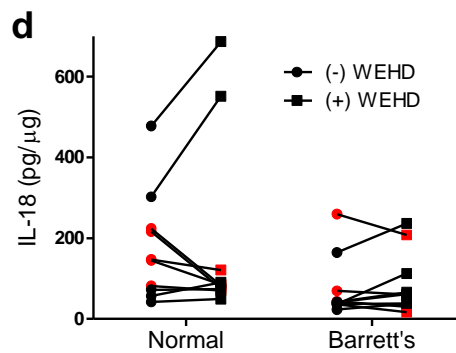 d
IL-18 (pg/µg)
600
400
200
0
(-) WEHD
(+) WEHD
Normal
Barrett's